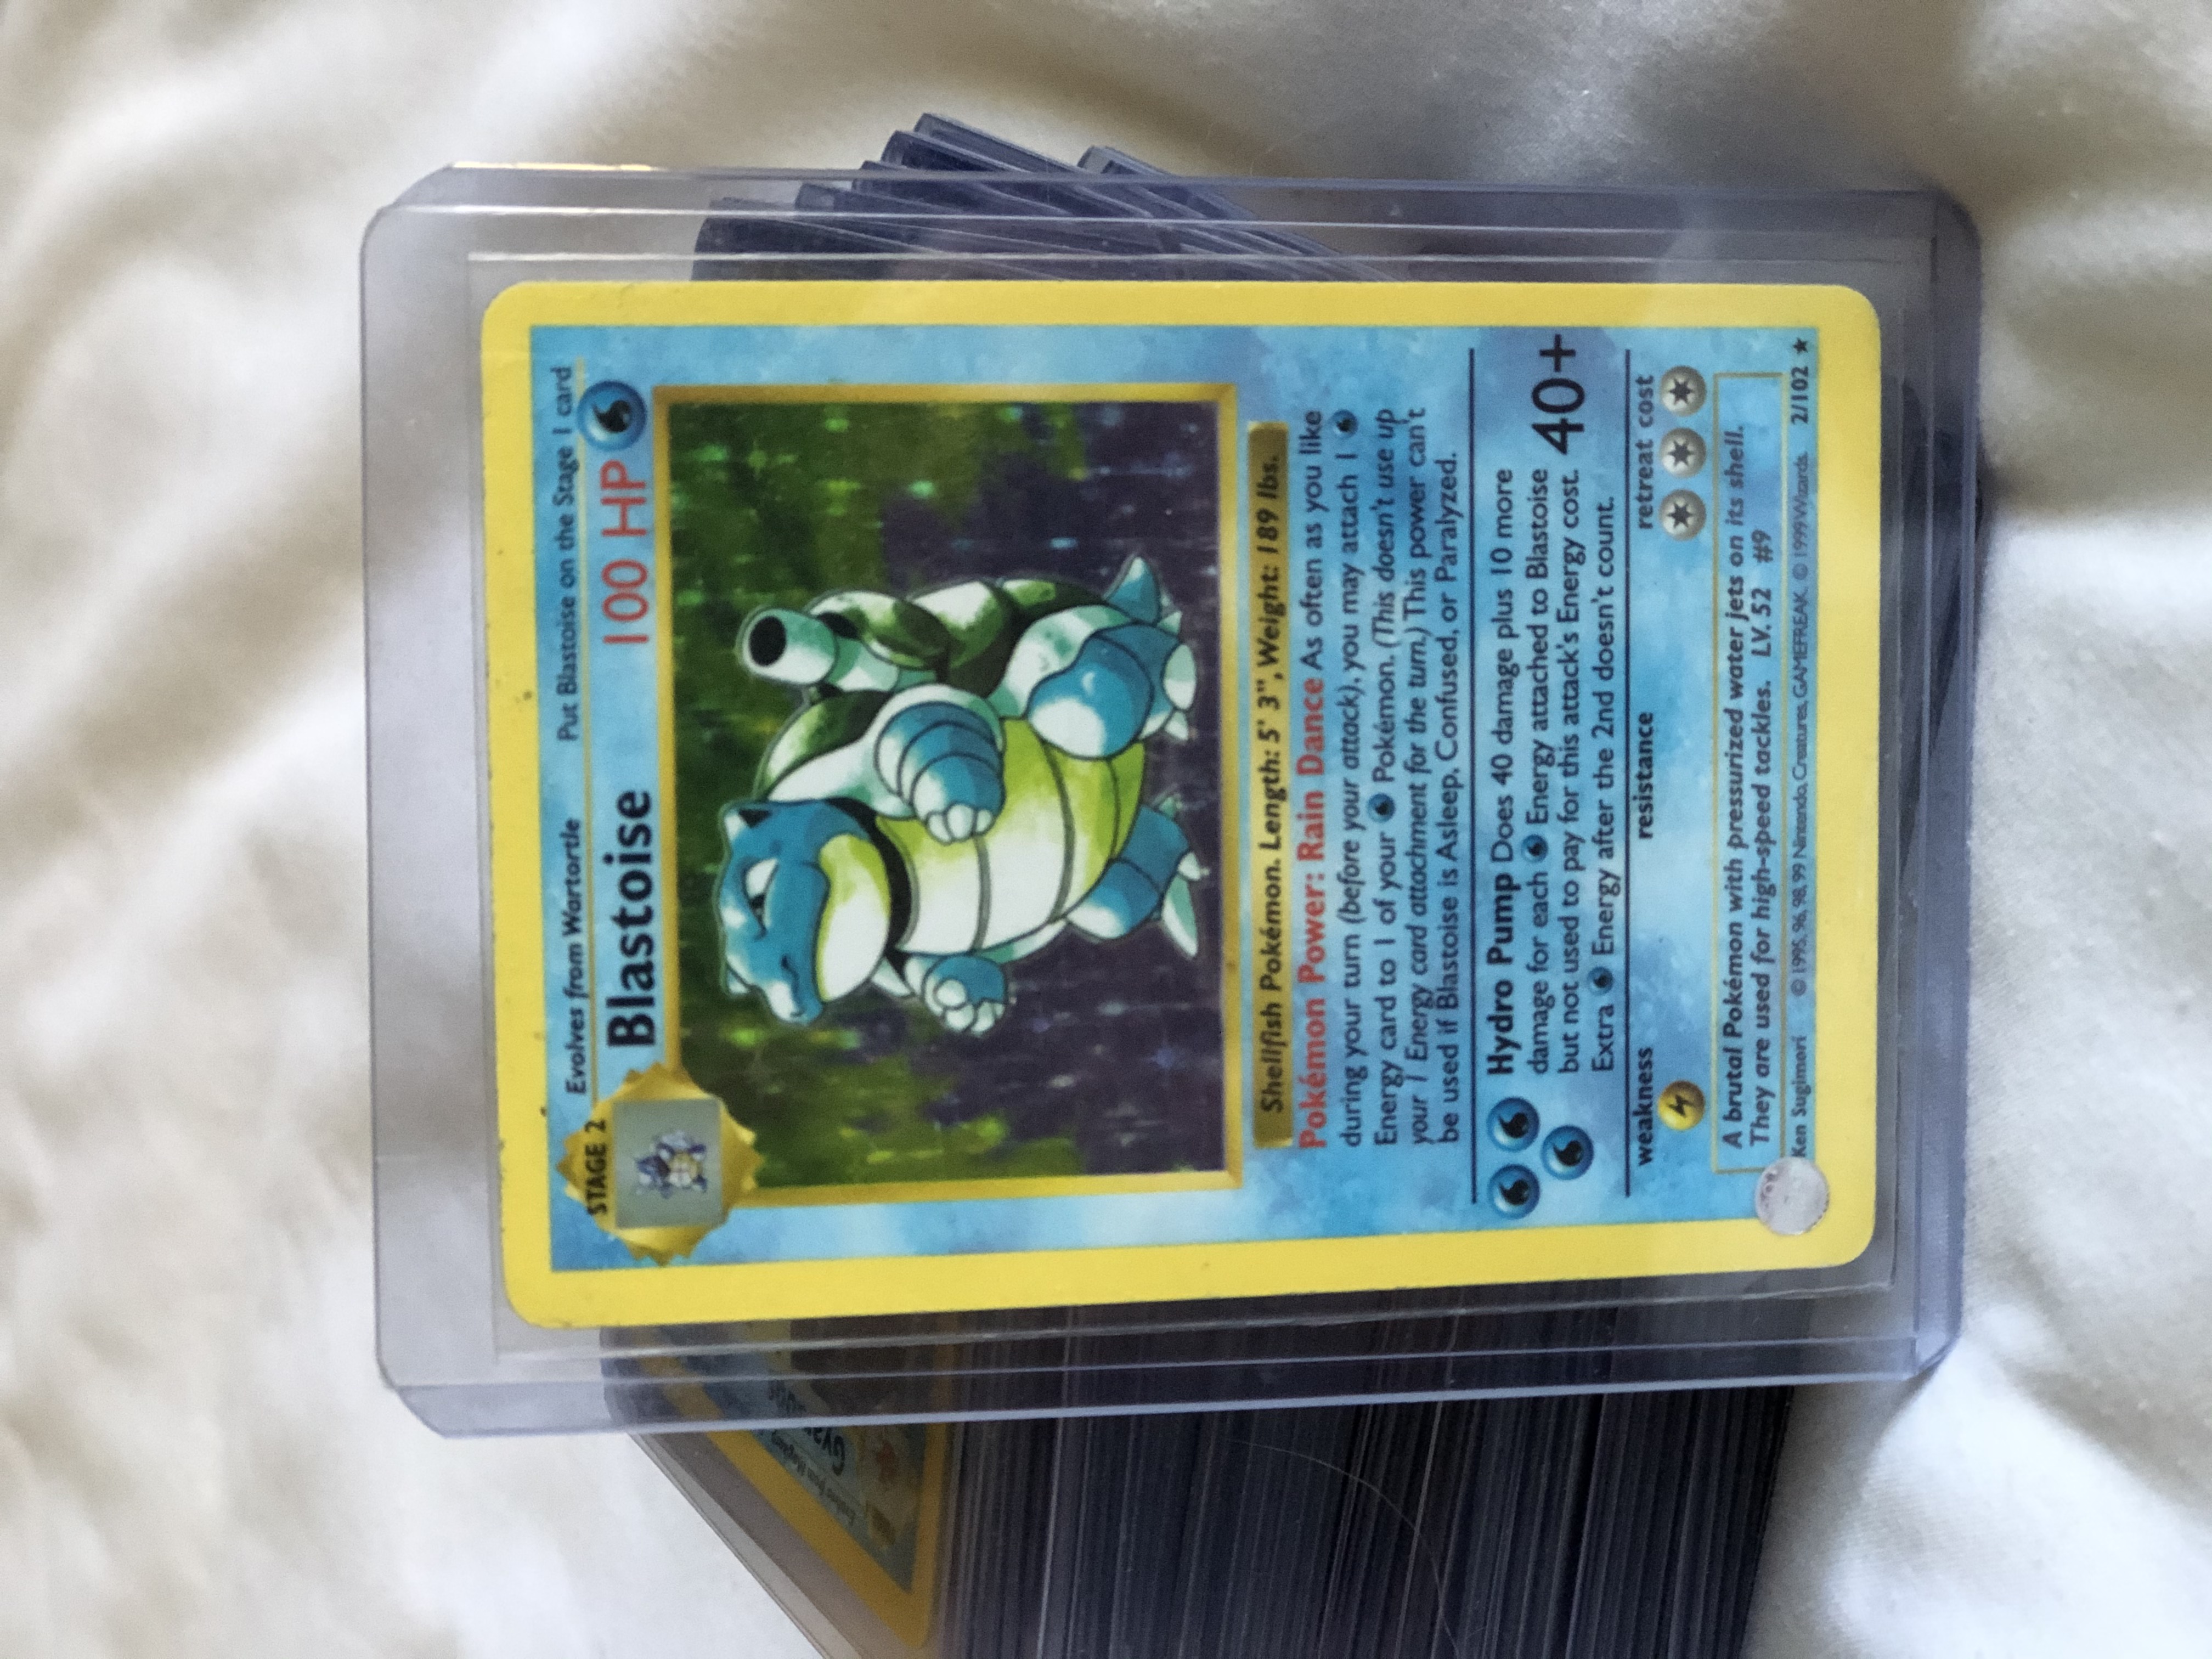 Evolves from Wartortle
Put Blastoise on the Stage 1 card
STAGE 2
Blastoise
100 HP
Shellfish Pokémon. Length: 5' 3", Weight: 189 lbs.
Pokémon Power: Rain Dance As often as you like
during your turn (before your attack), you may attach 1
Energy card to 1 of your Pokémon. (This doesn't use up
your 1 Energy card attachment for the turn.) This power can't
be used if Blastoise is Asleep, Confused, or Paralyzed.
Hydro Pump Does 40 damage plus 10 more
damage for each Energy attached to Blastoise
but not used to pay for this attack's Energy cost.
Extra Energy after the 2nd doesn't count.
40+
weakness
resistance
retreat cost
A brutal Pokémon with pressurized water jets on its shell.
They are used for high-speed tackles. LV. 52 #9
Ken Sugimori
© 1995, 96, 98, 99 Nintendo, Creatures, GAMEFREAK. © 1999 Wizards.
2/102 ★